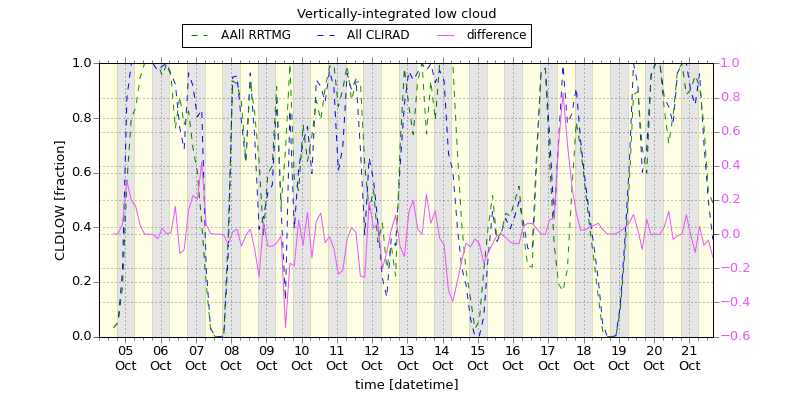 Vertically-integrated low cloud
AAll RRTMG All CLIRAD difference
1.0 1.0
0.8
0.8
0.6
0.6 0.4
0.2
0.4 0.0
−0.2
0.2
−0.4
0.0 −0.6
CLDLOW [fraction]
05 06 07 08 09 10 11 12 13 14 15 16 17 18 19 20 21
Oct Oct Oct Oct Oct Oct Oct Oct Oct Oct Oct Oct Oct Oct Oct Oct Oct
time [datetime]